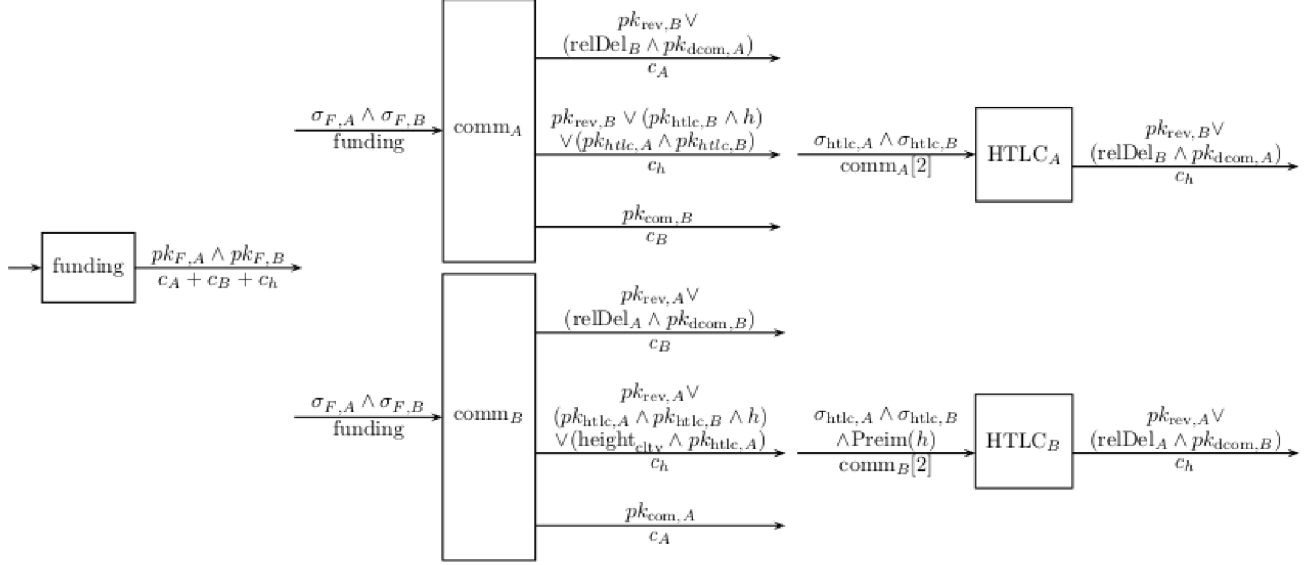 funding
pk_{F,A} ∧ pk_{F,B}
c_A + c_B + c_h
σ_{F,A} ∧ σ_{F,B}
funding
comm_A
pk_{rev,B} ∨
(relDel_B ∧ pk_{dcom,A})
c_A
pk_{rev,B} ∨ (pk_{htlc,B} ∧ h)
∨(pk_{htlc,A} ∧ pk_{htlc,B})
c_h
pk_{com,B}
c_B
σ_{htlc,A} ∧ σ_{htlc,B}
comm_A[2]
HTLC_A
pk_{rev,B} ∨
(relDel_B ∧ pk_{dcom,A})
c_h
σ_{F,A} ∧ σ_{F,B}
funding
comm_B
pk_{rev,A} ∨
(relDel_A ∧ pk_{dcom,B})
c_B
pk_{rev,A} ∨
(pk_{htlc,A} ∧ pk_{htlc,B} ∧ h)
∨(height_{cltv} ∧ pk_{htlc,A})
c_h
pk_{com,A}
c_A
σ_{htlc,A} ∧ σ_{htlc,B}
∧Preim(h)
comm_B[2]
HTLC_B
pk_{rev,A} ∨
(relDel_A ∧ pk_{dcom,B})
c_h